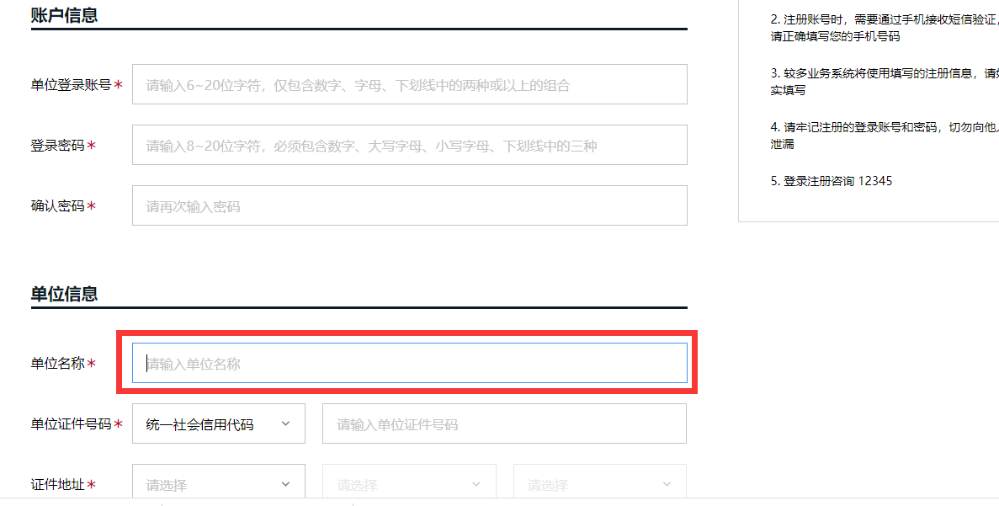 账户信息
单位登录账号*
请输入6~20位字符，仅包含数字、字母、下划线中的两种或以上的组合
登录密码*
请输入8~20位字符，必须包含数字、大写字母、小写字母、下划线中的三种
确认密码*
请再次输入密码
单位信息
单位名称*
请输入单位名称
单位证件号码*
统一社会信用代码
请输入单位证件号码
证件地址*
请选择
请选择
请选择
2. 注册账号时，需要通过手机接收短信验证，
请正确填写您的手机号码
3. 较多业务系统将使用填写的注册信息，请如
实填写
4. 请牢记注册的登录账号和密码，切勿向他人
泄漏
5. 登录注册咨询 12345